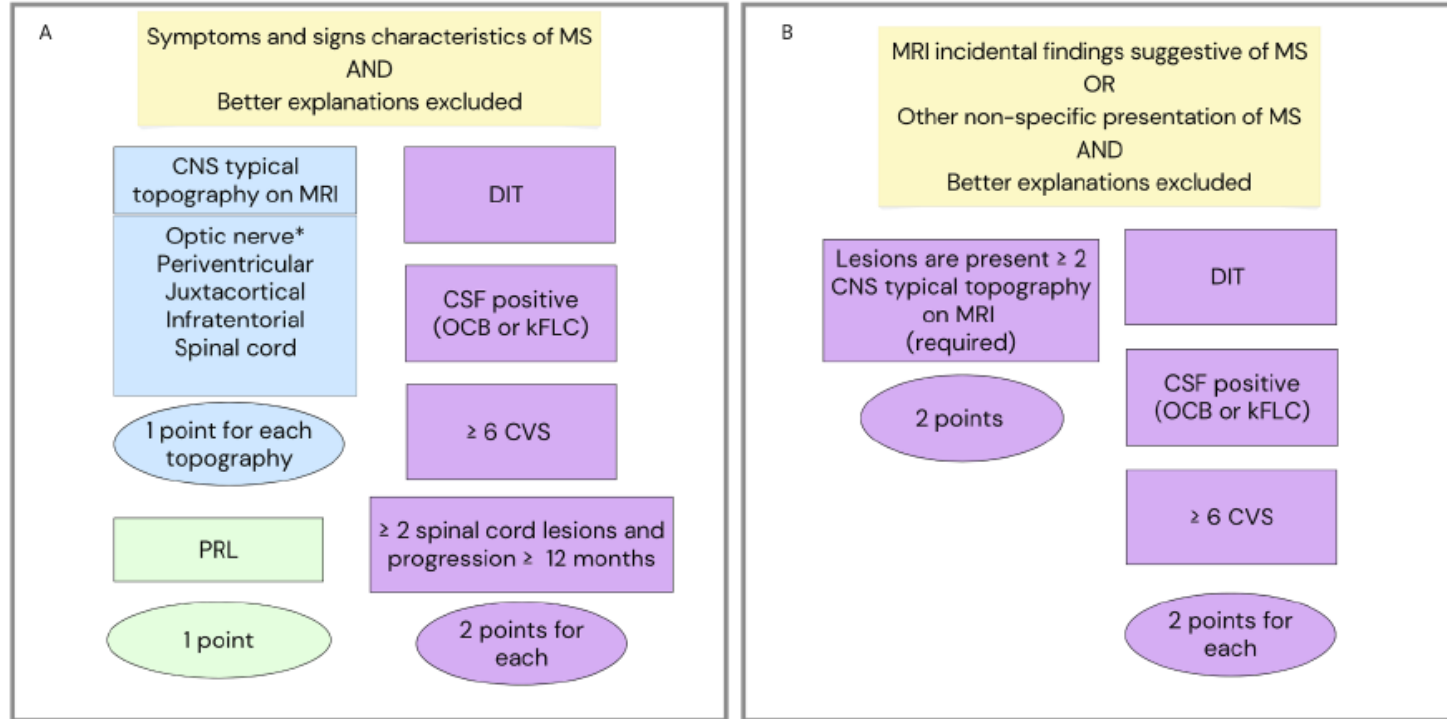 A
Symptoms and signs characteristics of MS
AND
Better explanations excluded
CNS typical
topography on MRI
Optic nerve*
Periventricular
Juxtacortical
Infratentorial
Spinal cord
1 point for each
topography
PRL
1 point
DIT
CSF positive
(OCB or kFLC)
≥ 6 CVS
≥ 2 spinal cord lesions and
progression ≥ 12 months
2 points for
each
B
MRI incidental findings suggestive of MS
OR
Other non-specific presentation of MS
AND
Better explanations excluded
Lesions are present ≥ 2
CNS typical topography
on MRI
(required)
2 points
DIT
CSF positive
(OCB or kFLC)
≥ 6 CVS
2 points for
each